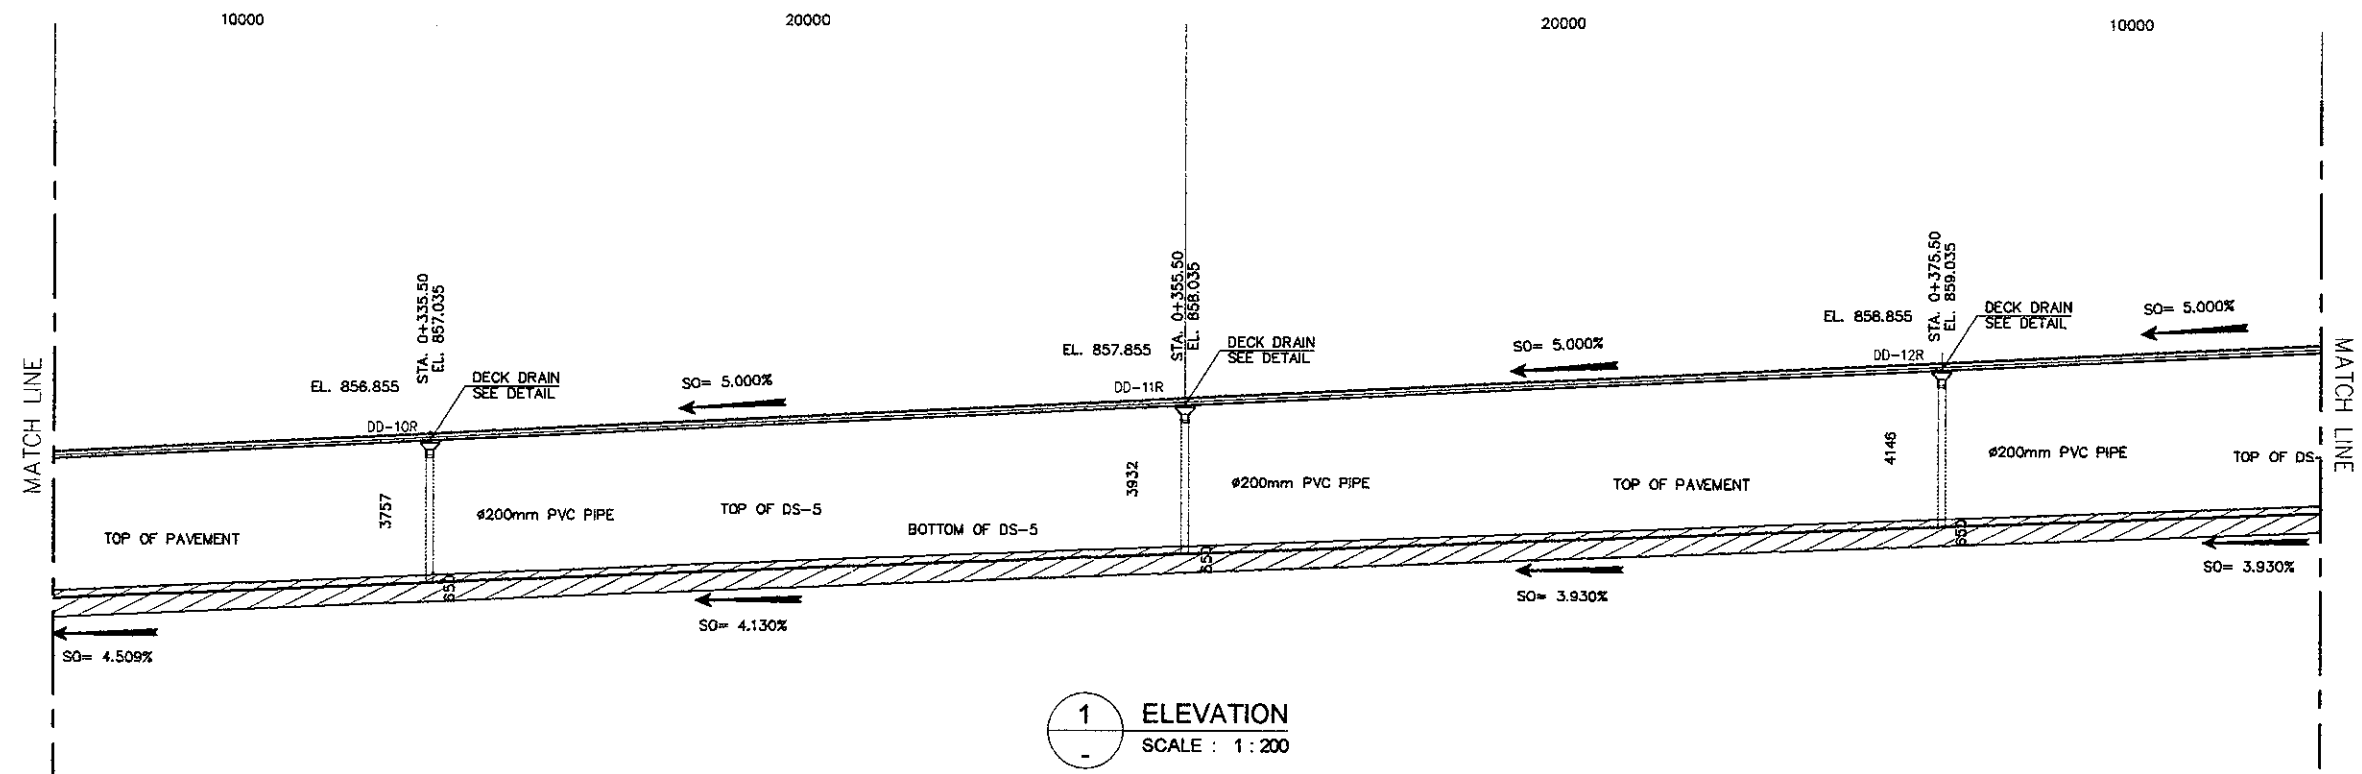 10000
20000
20000
10000
STA. 0+375.50
EL. 859.035
STA. 0+355.50
EL. 858.035
STA. 0+335.50
EL. 857.035
EL. 858.855
DECK DRAIN
SEE DETAIL
SO= 5.000%
EL. 857.855
DECK DRAIN
SEE DETAIL
SO= 5.000%
DD-12R
EL. 856.855
DECK DRAIN
SEE DETAIL
SO= 5.000%
DD-11R
DD-10R
MATCH LINE
MATCH LINE
4146
ø200mm PVC PIPE
TOP OF DS-
3932
ø200mm PVC PIPE
TOP OF PAVEMENT
3757
ø200mm PVC PIPE
TOP OF DS-5
BOTTOM OF DS-5
TOP OF PAVEMENT
650
650
650
SO= 3.930%
SO= 3.930%
SO= 4.130%
SO= 4.509%
1
-
ELEVATION
SCALE : 1 : 200